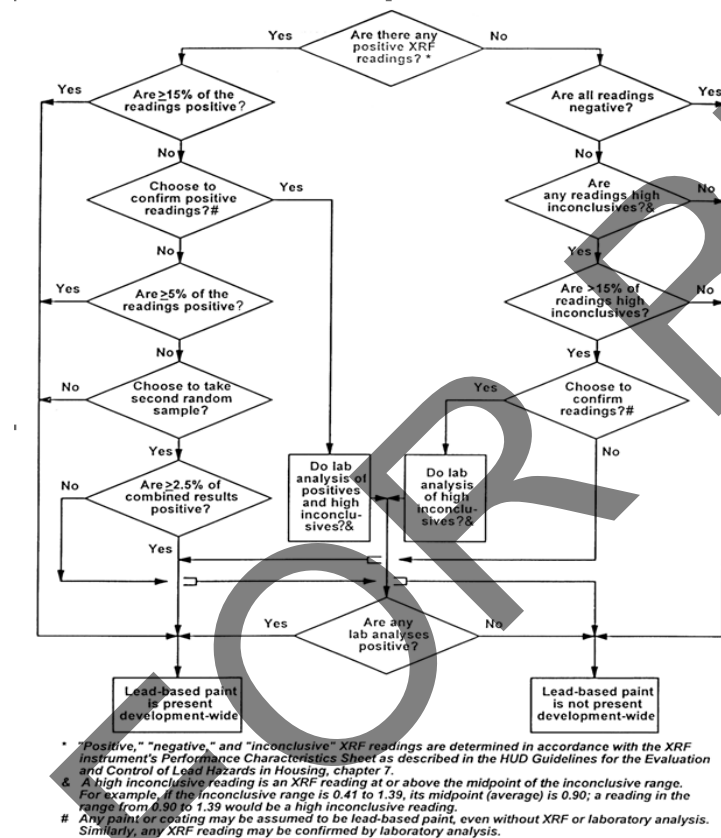 Are there any
positive XRF
readings? *
Yes
No
Are ≥15% of the
readings positive?
Yes
No
Are all readings
negative?
Yes
No
Choose to
confirm positive
readings?#
Yes
No
Are
any readings high
inconclusives?&
No
Yes
Are ≥5% of the
readings positive?
Yes
No
Are >15% of
readings high
inconclusives?
No
Yes
Choose to take
second random
sample?
No
Yes
Choose to
confirm
readings?#
Yes
No
Are ≥2.5% of
combined results
positive?
No
Yes
Do lab
analysis of
positives
and high
inconclu-
sives?&
Do lab
analysis
of high
inconclu-
sives?&
Are any
lab analyses
positive?
Yes
No
Lead-based paint
is present
development-wide
Lead-based paint
is not present
development-wide
* "Positive," "negative," and "inconclusive" XRF readings are determined in accordance with the XRF
instrument's Performance Characteristics Sheet as described in the HUD Guidelines for the Evaluation
and Control of Lead Hazards in Housing, chapter 7.
& A high inconclusive reading is an XRF reading at or above the midpoint of the inconclusive range.
For example, if the inconclusive range is 0.41 to 1.39, its midpoint (average) is 0.90; a reading in the
range from 0.90 to 1.39 would be a high inconclusive reading.
# Any paint or coating may be assumed to be lead-based paint, even without XRF or laboratory analysis.
Similarly, any XRF reading may be confirmed by laboratory analysis.